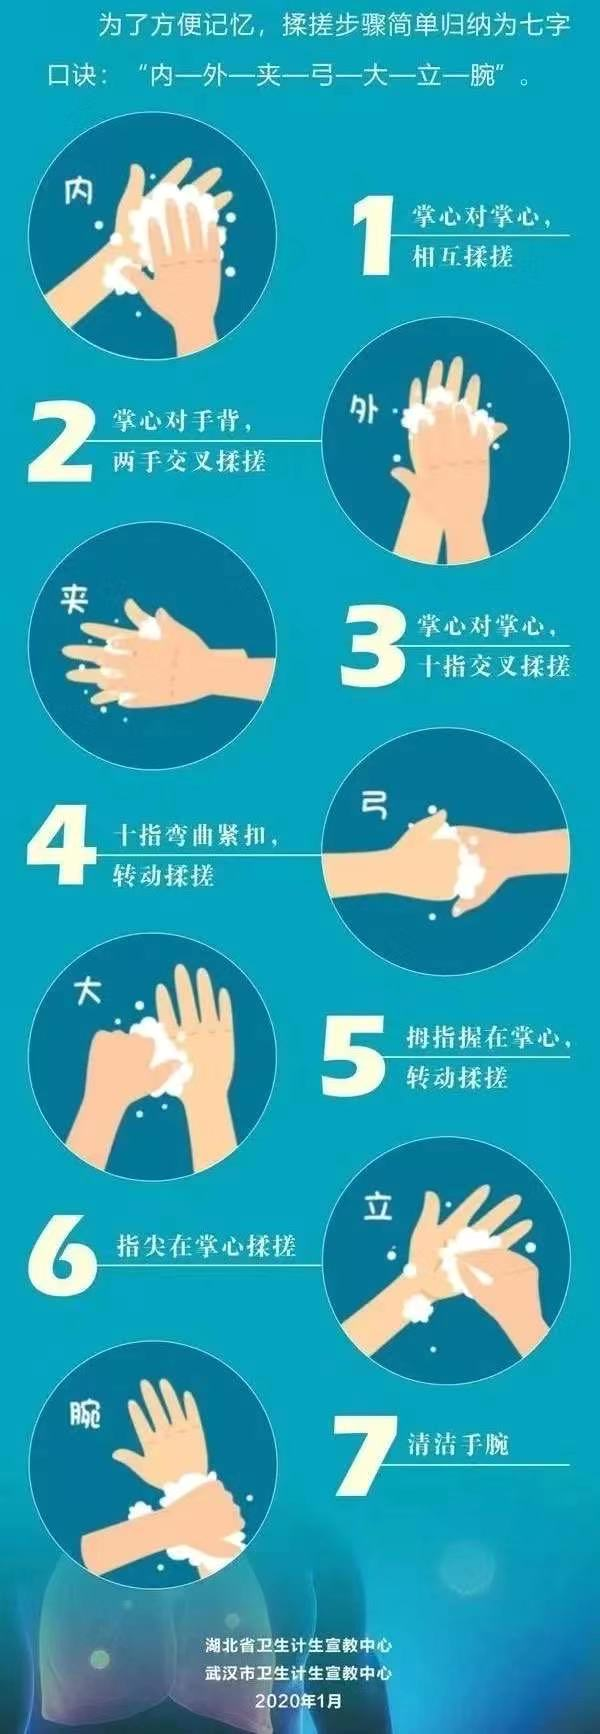 为了方便记忆，揉搓步骤简单归纳为七字
口诀：“内—外—夹—弓—大—立—腕”。
内
1
掌心对掌心，
相互揉搓
2
掌心对手背，
两手交叉揉搓
外
夹
3
掌心对掌心，
十指交叉揉搓
4
十指弯曲紧扣，
转动揉搓
弓
大
5
拇指握在掌心，
转动揉搓
6
指尖在掌心揉搓
立
腕
7
清洁手腕
湖北省卫生计生宣教中心
武汉市卫生计生宣教中心
2020年1月